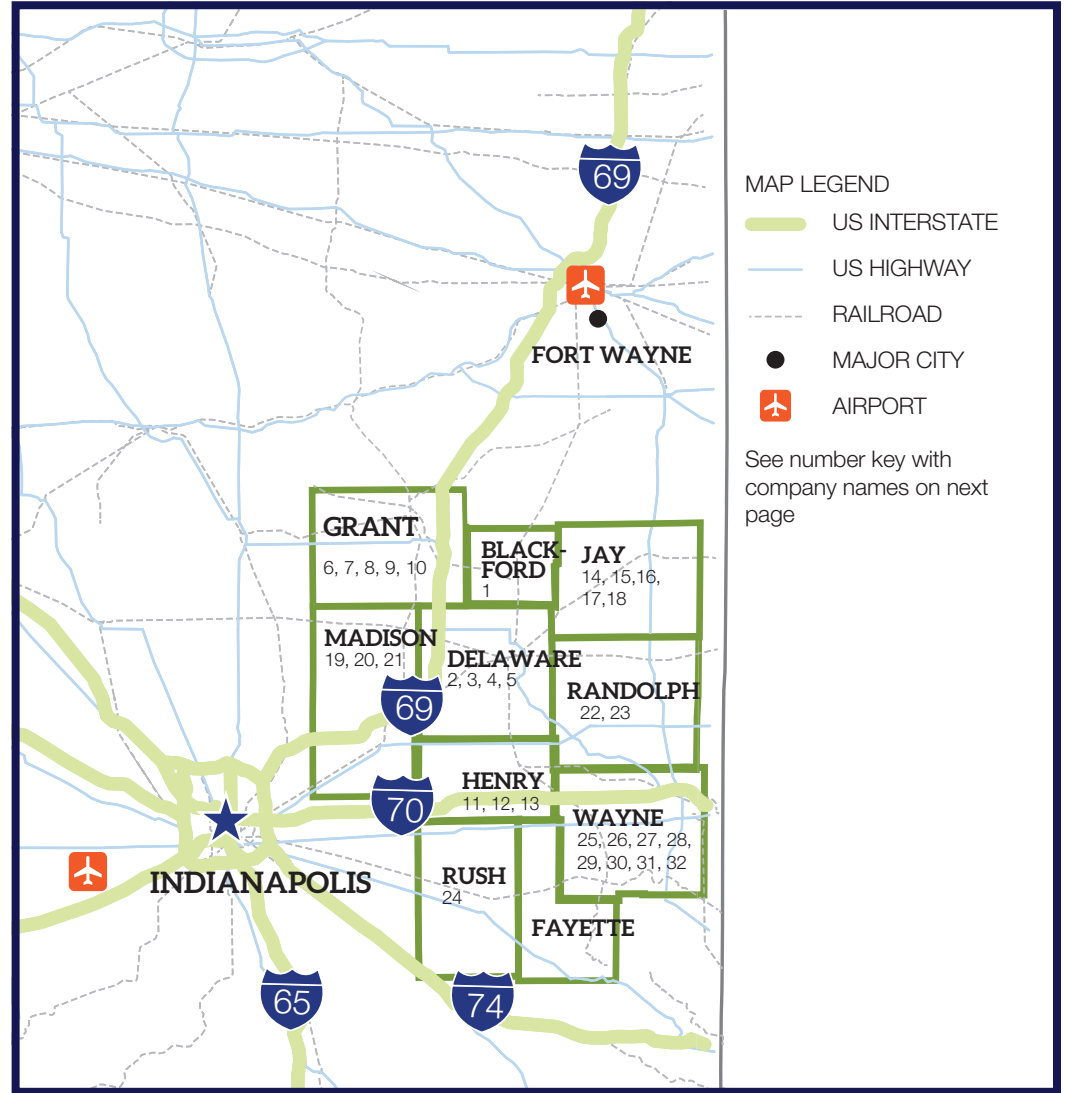 69
MAP LEGEND
US INTERSTATE
US HIGHWAY
RAILROAD
MAJOR CITY
AIRPORT
See number key with
company names on next
page
FORT WAYNE
GRANT
6, 7, 8, 9, 10
BLACK-
FORD
1
JAY
14, 15,16,
17,18
MADISON
19, 20, 21
DELAWARE
2, 3, 4, 5
69
RANDOLPH
22, 23
HENRY
11, 12, 13
70
WAYNE
25, 26, 27, 28,
29, 30, 31, 32
INDIANAPOLIS
RUSH
24
FAYETTE
65
74